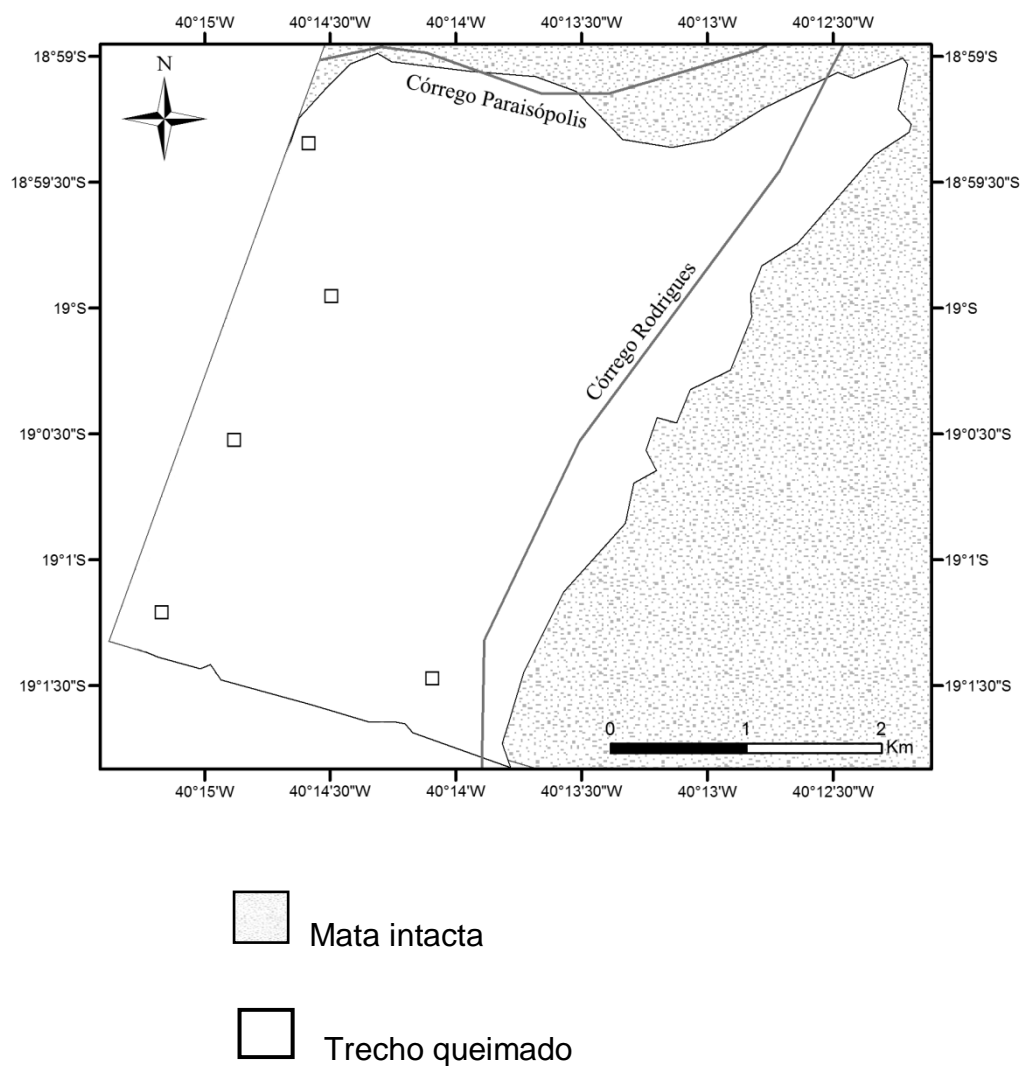 40°15'W 40°14'30"W 40°14'W 40°13'30"W 40°13'W 40°12'30"W
18°59'S 18°59'S
N
Córrego Paraisópolis
18°59'30"S 18°59'30"S
Córrego Rodrigues
19°S 19°S
19°0'30"S 19°0'30"S
19°1'S 19°1'S
19°11'30"S 19°11'30"S
0 1 2
Km
40°15'W 40°14'30"W 40°14'W 40°13'30"W 40°13'W 40°12'30"W
Mata intacta
Trecho queimado